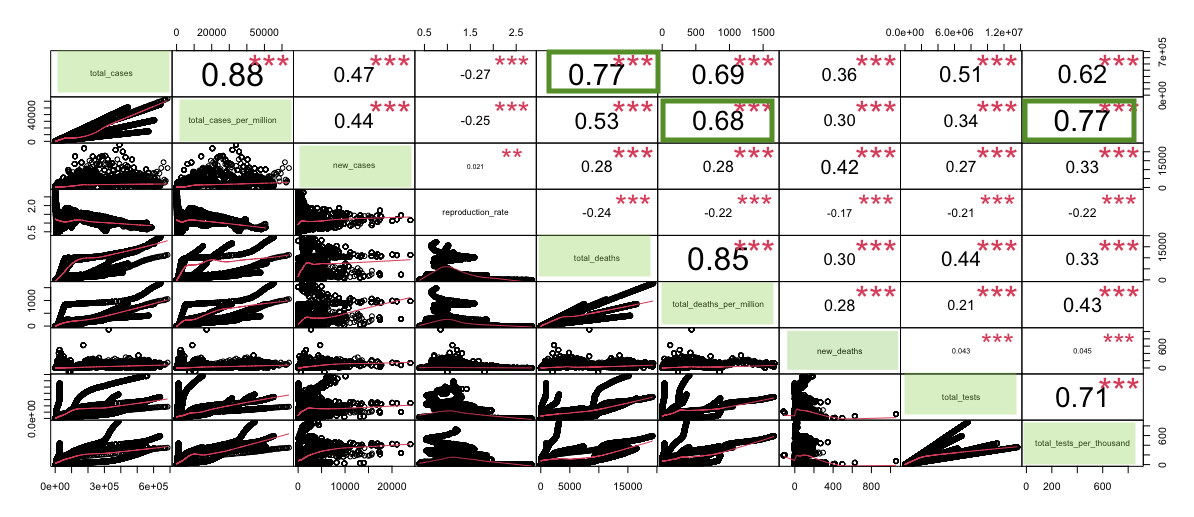 0 20000 50000 0.5 1.5 2.5 0 500 1000 1500 0.0e+00 6.0e+06 1.2e+07
total_cases 0.88 *** 0.47 *** -0.27 *** 0.77 *** 0.69 *** 0.36 *** 0.51 *** 0.62 *** 0e+00 7e+05
0 40000 total_cases_per_million 0.44 *** -0.25 *** 0.53 *** 0.68 *** 0.30 *** 0.34 *** 0.77 ***
new_cases 0.021 ** 0.28 *** 0.28 *** 0.42 *** 0.27 *** 0.33 *** 0 15000
0.5 2.0 reproduction_rate -0.24 *** -0.22 *** -0.17 *** -0.21 *** -0.22 ***
total_deaths 0.85 *** 0.30 *** 0.44 *** 0.33 *** 0 15000
0 1000 total_deaths_per_million 0.28 *** 0.21 *** 0.43 ***
new_deaths 0.043 *** 0.045 *** 0 600
0.0e+00 total_tests 0.71 ***
total_tests_per_thousand 0 600
0e+00 3e+05 6e+05 0 10000 20000 0 5000 15000 0 400 1000 0 200 600